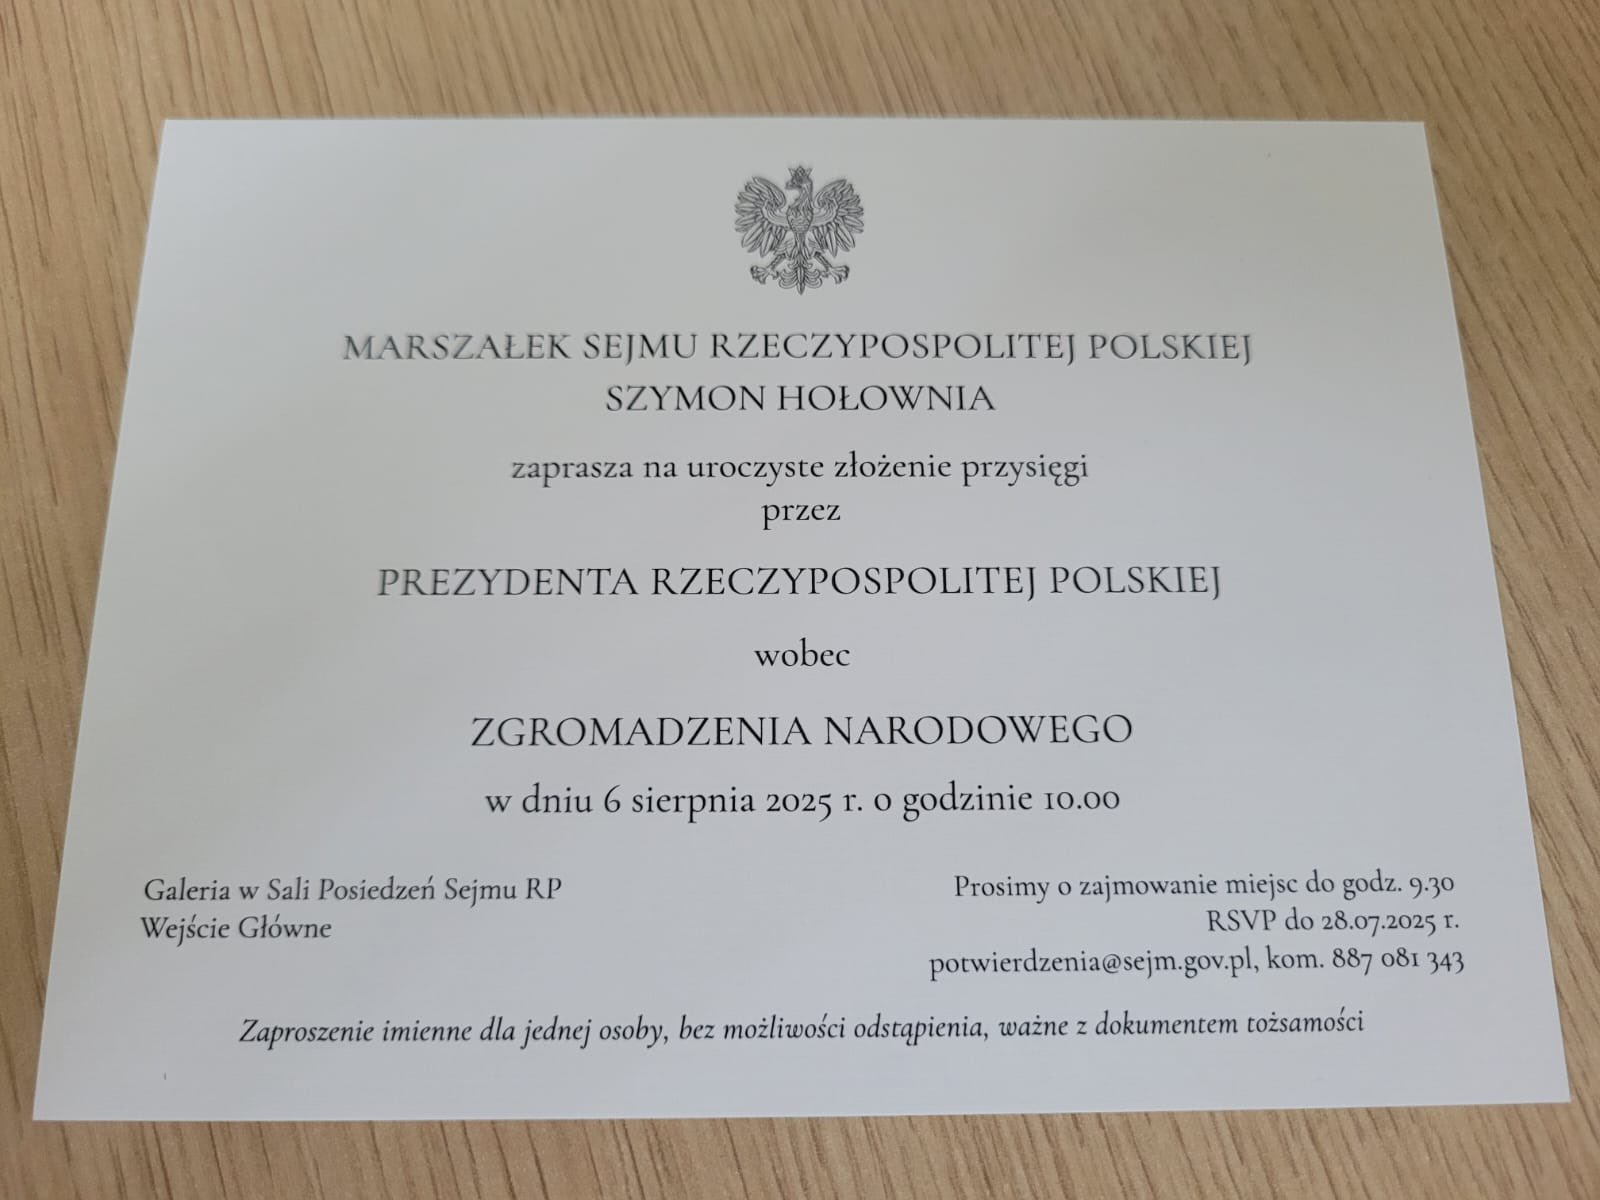 MARSZAŁEK SEJMU RZECZYPOSPOLITEJ POLSKIEJ
SZYMON HOŁOWNIA
zaprasza na uroczyste złożenie przysięgi
przez
PREZYDENTA RZECZYPOSPOLITEJ POLSKIEJ
wobec
ZGROMADZENIA NARODOWEGO
w dniu 6 sierpnia 2025 r. o godzinie 10.00
Galeria w Sali Posiedzeń Sejmu RP
Wejście Główne
Prosimy o zajmowanie miejsc do godz. 9.30
RSVP do 28.07.2025 r.
potwierdzenia@sejm.gov.pl, kom. 887 081 343
Zaproszenie imienne dla jednej osoby, bez możliwości odstąpienia, ważne z dokumentem tożsamości